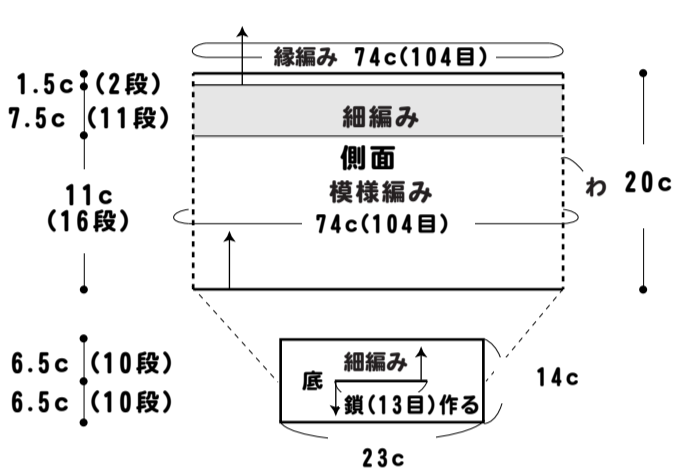 縁編み 74c(104目)
1.5c (2段)
7.5c (11段)
細編み
側面
模様編み
11c
(16段)
74c(104目)
わ 20c
6.5c (10段)
細編み
底
14c
6.5c (10段)
鎖(13目)作る
23c